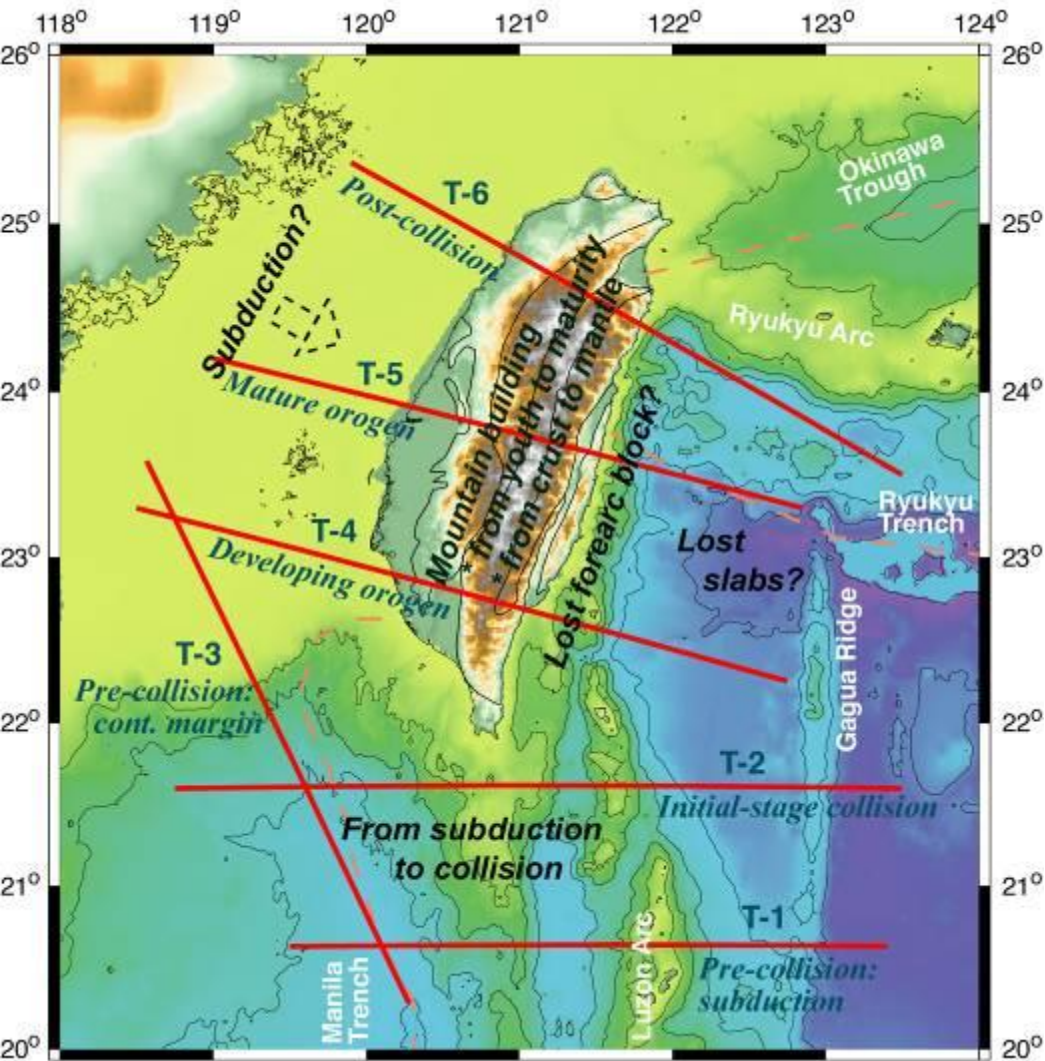 118° 119° 120° 121° 122° 123° 124°
26° 26°
Okinawa
Trough
T-6
Post-collision
25° 25°
Subduction?
Ryukyu Arc
Mountain building
* from youth to maturity
* from crust to mantle
24° 24°
T-5
Mature orogen
Lost forearc block?
Ryukyu
Trench
T-4
Developing orogen
23° 23°
Lost
slabs?
Gagua Ridge
T-3
Pre-collision:
cont. margin
22° 22°
T-2
Initial-stage collision
From subduction
to collision
21° 21°
T-1
Pre-collision:
subduction
Manila
Trench
Luzon Arc
20° 20°